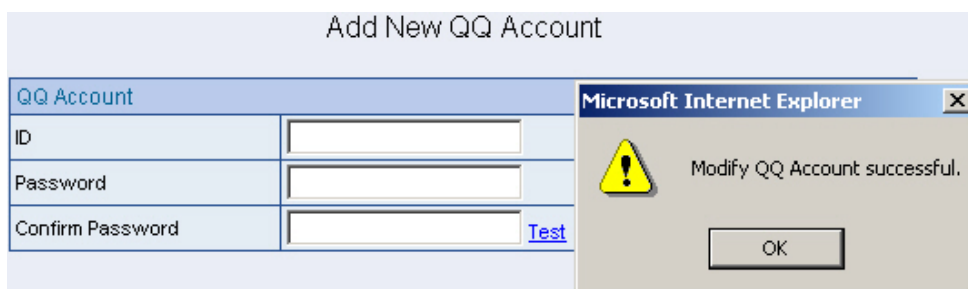 Add New QQ Account
QQ Account
ID
Password
Confirm Password
Test
Microsoft Internet Explorer
Modify QQ Account successful.
OK